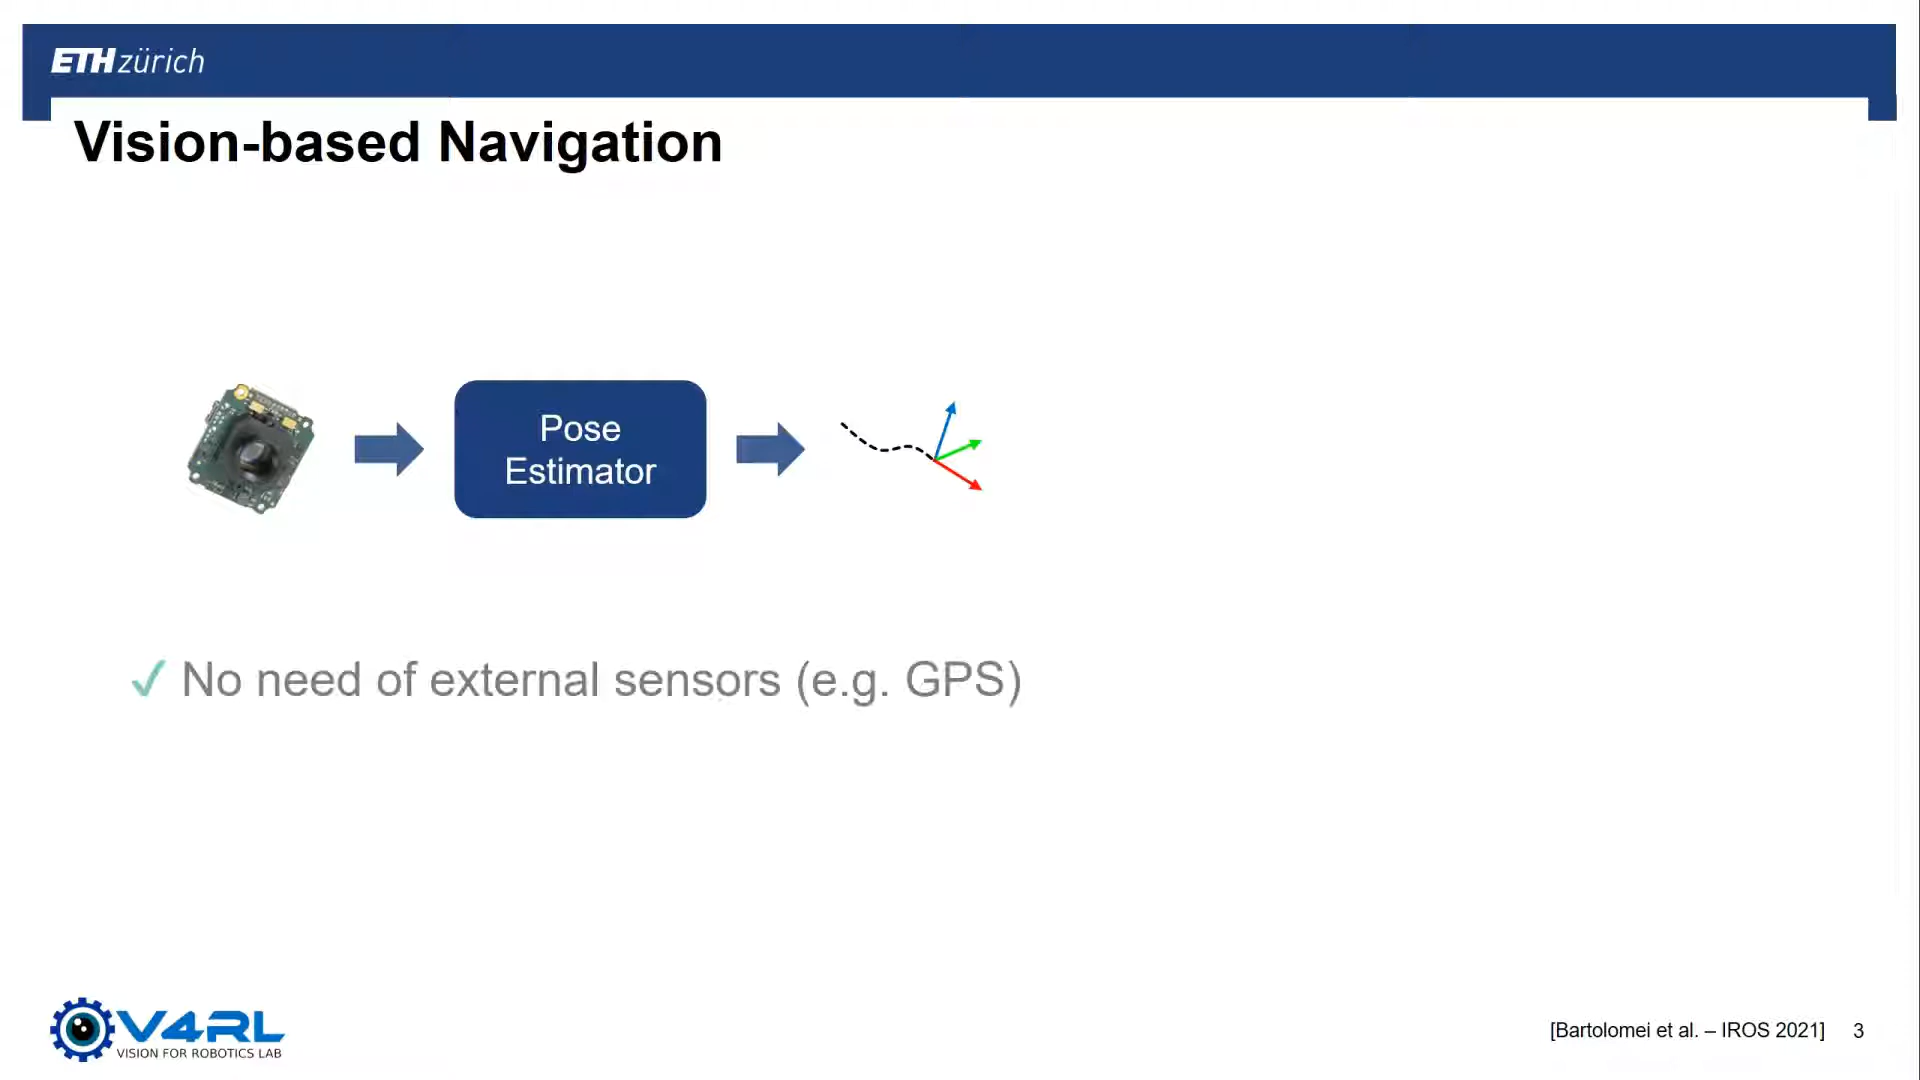 ETH zürich
Vision-based Navigation
Pose
Estimator
✓ No need of external sensors (e.g. GPS)
V4RL
VISION FOR ROBOTICS LAB
[Bartolomei et al. – IROS 2021] 3